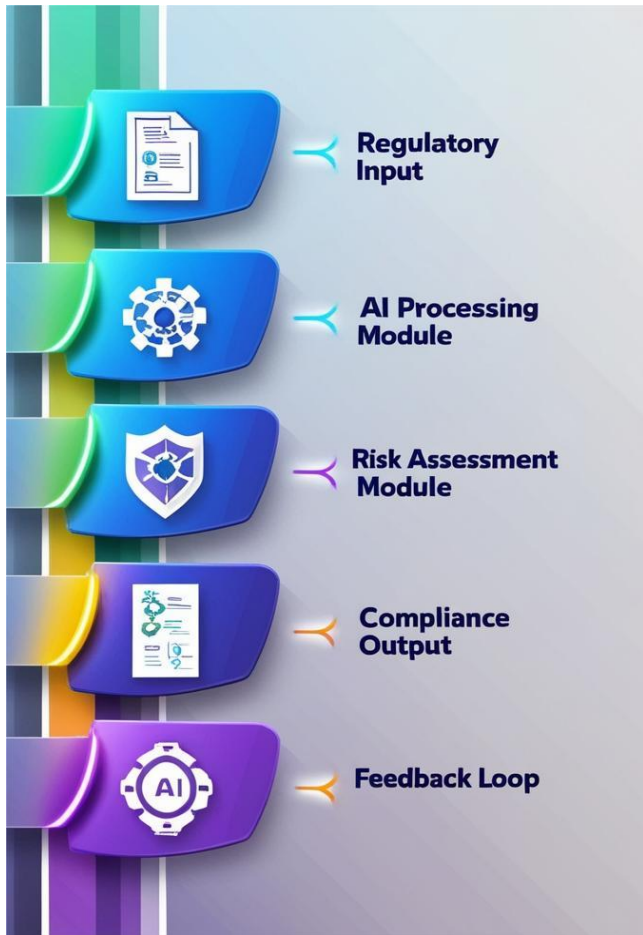 Regulatory
Input
AI Processing
Module
Risk Assessment
Module
Compliance
Output
AI
Feedback Loop